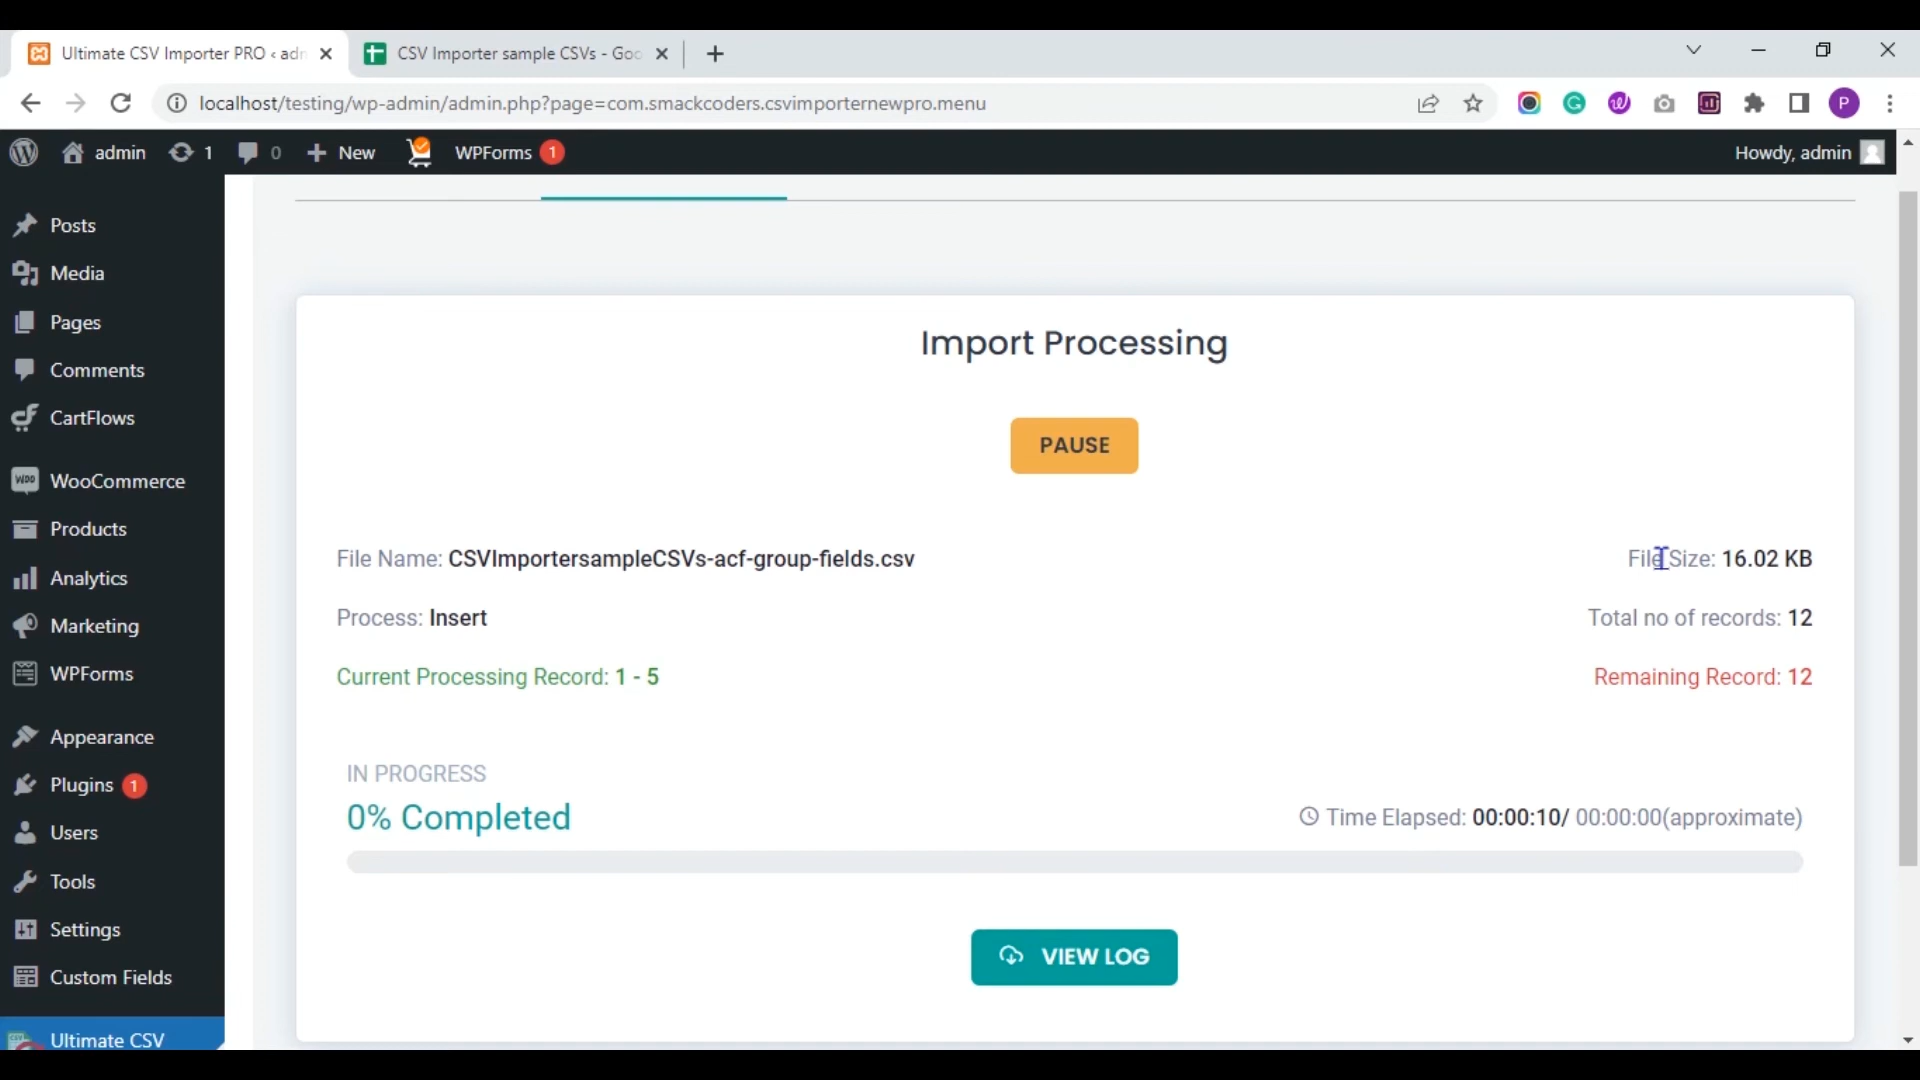 Ultimate CSV Importer PRO ‹ adm
CSV Importer sample CSVs - Goo
localhost/testing/wp-admin/admin.php?page=com.smackcoders.csvimporternewpro.menu
P
admin
1
0
New
WPForms 1
Howdy, admin
Posts
Media
Pages
Comments
CartFlows
WooCommerce
Products
Analytics
Marketing
WPForms
Appearance
Plugins 1
Users
Tools
Settings
Custom Fields
Ultimate CSV
Import Processing
PAUSE
File Name: CSVImportersampleCSVs-acf-group-fields.csv
File Size: 16.02 KB
Process: Insert
Total no of records: 12
Current Processing Record: 1 - 5
Remaining Record: 12
IN PROGRESS
0% Completed
Time Elapsed: 00:00:10/ 00:00:00(approximate)
VIEW LOG